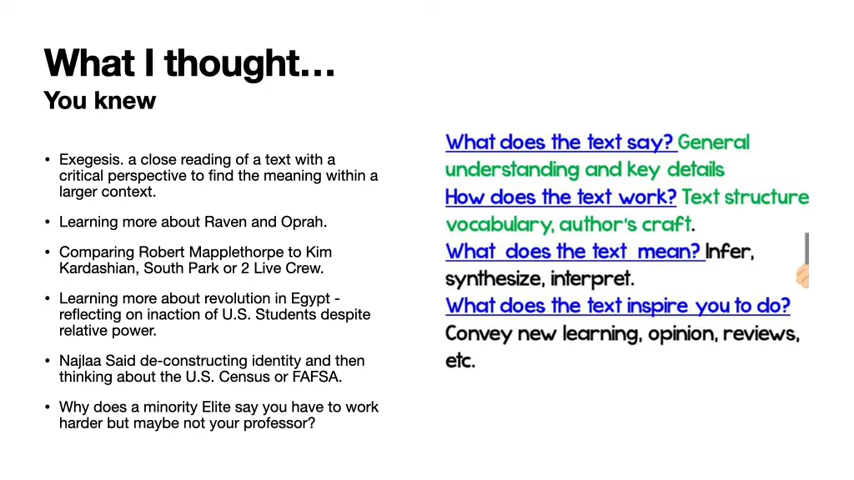 What I thought…
You knew
• Exegesis. a close reading of a text with a
critical perspective to find the meaning within a
larger context.
• Learning more about Raven and Oprah.
• Comparing Robert Mapplethorpe to Kim
Kardashian, South Park or 2 Live Crew.
• Learning more about revolution in Egypt -
reflecting on inaction of U.S. Students despite
relative power.
• Najlaa Said de-constructing identity and then
thinking about the U.S. Census or FAFSA.
• Why does a minority Elite say you have to work
harder but maybe not your professor?
What does the text say? General
understanding and key details
How does the text work? Text structure
vocabulary, author's craft.
What does the text mean? Infer,
synthesize, interpret.
What does the text inspire you to do?
Convey new learning, opinion, reviews,
etc.